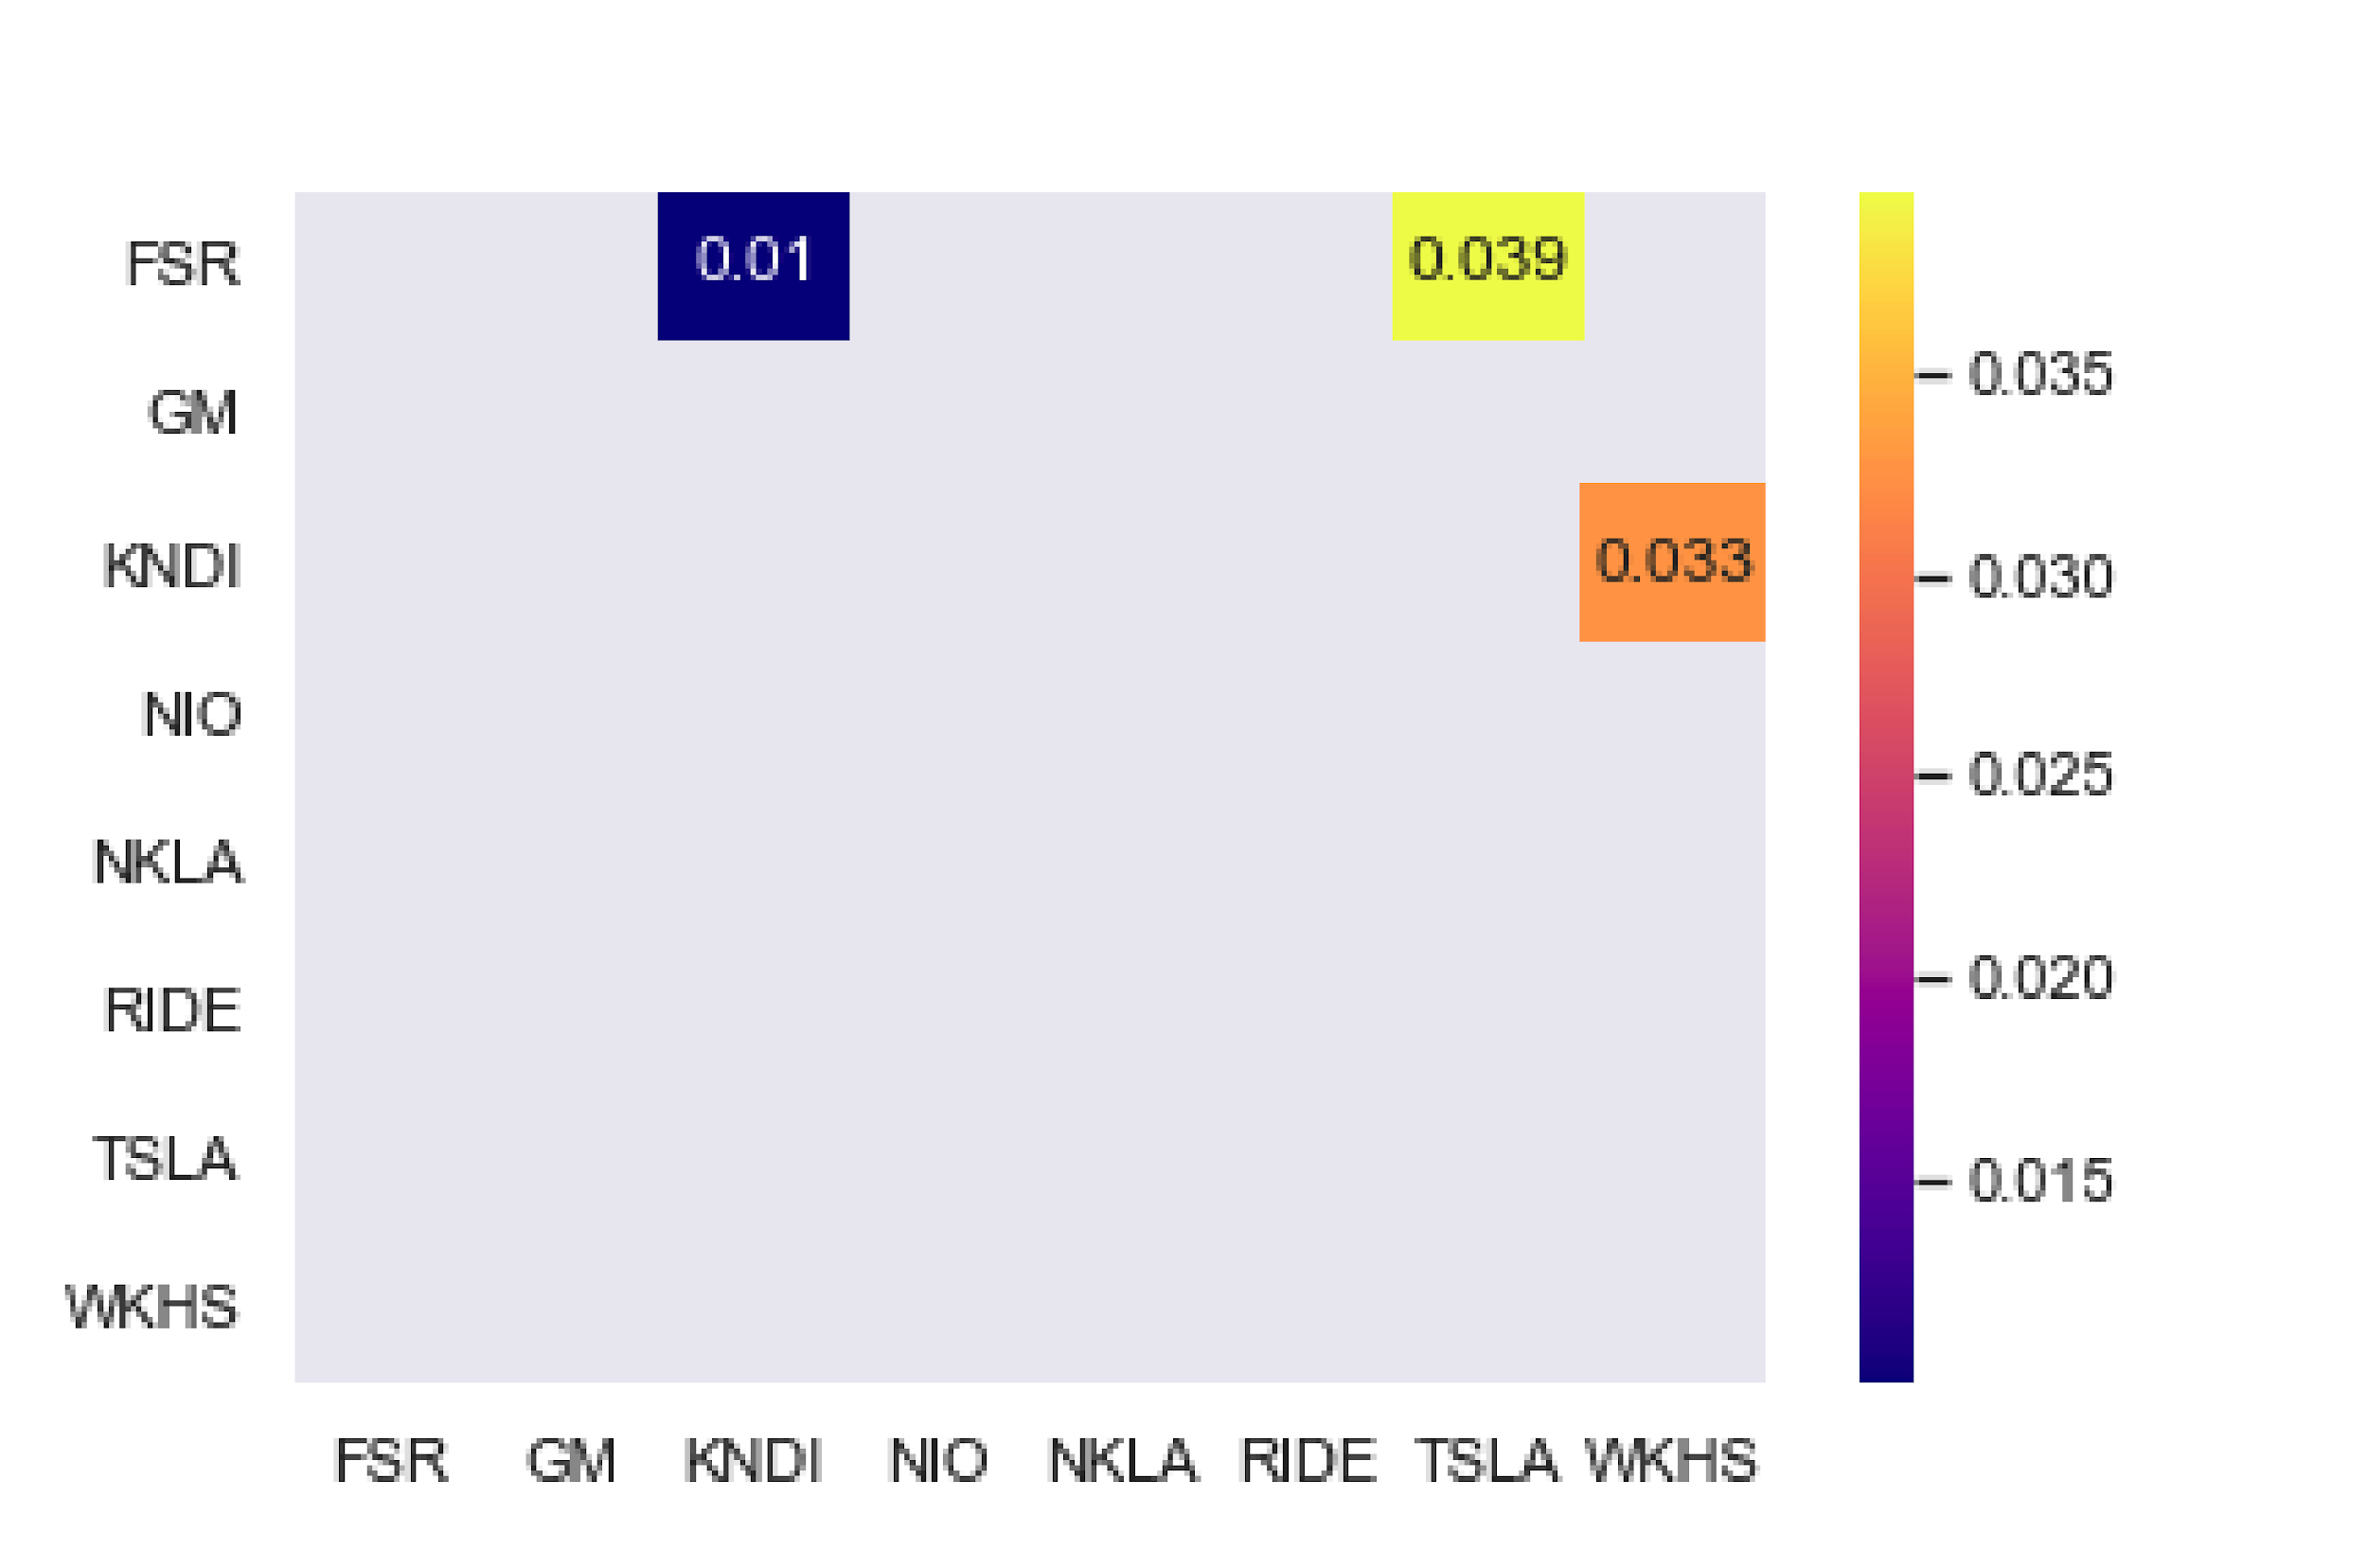 FSR 0.01 0.039
0.035
GM
KNDI 0.033
0.030
NIO
0.025
NKLA
0.020
RIDE
TSLA
0.015
WKHS
FSR GM KNDI NIO NKLA RIDE TSLA WKHS